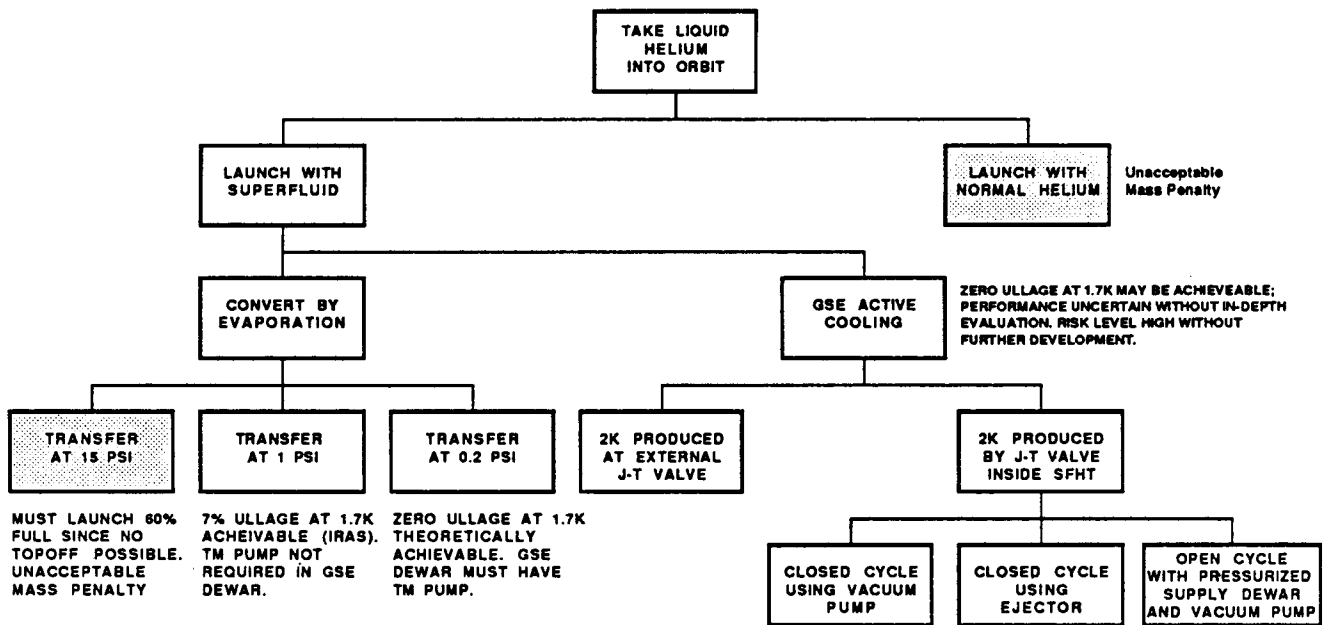 TAKE LIQUID
HELIUM
INTO ORBIT
LAUNCH WITH
SUPERFLUID
LAUNCH WITH
NORMAL HELIUM
Unacceptable
Mass Penalty
CONVERT BY
EVAPORATION
GSE ACTIVE
COOLING
ZERO ULLAGE AT 1.7K MAY BE ACHIEVEABLE;
PERFORMANCE UNCERTAIN WITHOUT IN-DEPTH
EVALUATION. RISK LEVEL HIGH WITHOUT
FURTHER DEVELOPMENT.
TRANSFER
AT 15 PSI
TRANSFER
AT 1 PSI
TRANSFER
AT 0.2 PSI
2K PRODUCED
AT EXTERNAL
J-T VALVE
2K PRODUCED
BY J-T VALVE
INSIDE SFHT
MUST LAUNCH 60%
FULL SINCE NO
TOPOFF POSSIBLE.
UNACCEPTABLE
MASS PENALTY
7% ULLAGE AT 1.7K
ACHEIVABLE (IRAS).
TM PUMP NOT
REQUIRED IN GSE
DEWAR.
ZERO ULLAGE AT 1.7K
THEORETICALLY
ACHIEVABLE. GSE
DEWAR MUST HAVE
TM PUMP.
CLOSED CYCLE
USING VACUUM
PUMP
CLOSED CYCLE
USING
EJECTOR
OPEN CYCLE
WITH PRESSURIZED
SUPPLY DEWAR
AND VACUUM PUMP